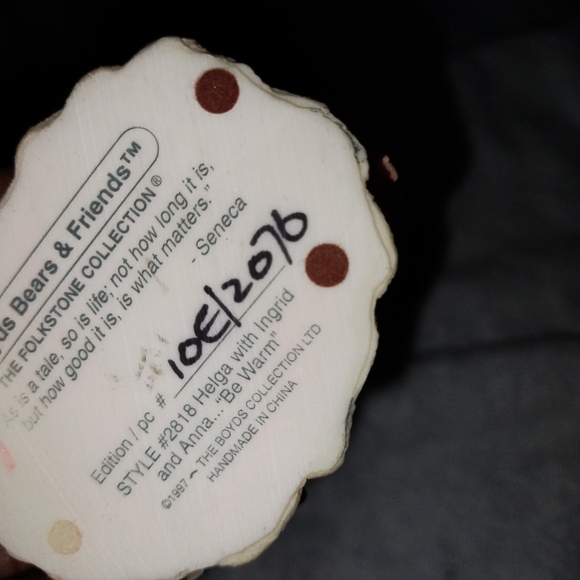 ds Bears & Friends™
THE FOLKSTONE COLLECTION®
As is a tale, so is life; not how long it is,
but how good it is, is what matters."
- Seneca
Edition / pc # 10E/2076
STYLE #2818 Helga with Ingrid
and Anna..."Be Warm"
©1997 ~ THE BOYDS COLLECTION LTD
HANDMADE IN CHINA